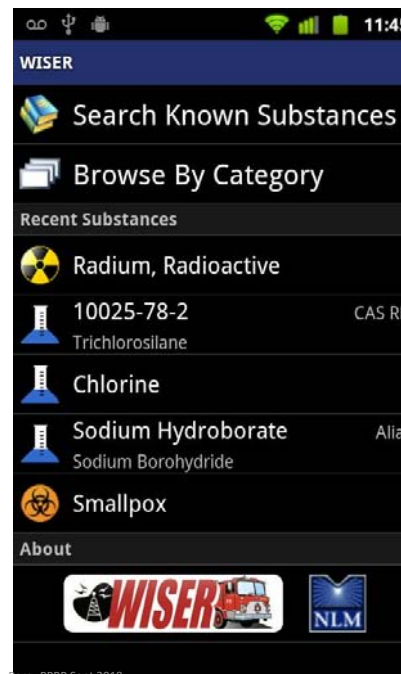 11:45
WISER
Search Known Substances
Browse By Category
Recent Substances
Radium, Radioactive
10025-78-2
CAS R
Trichlorosilane
Chlorine
Sodium Hydroborate
Alia
Sodium Borohydride
Smallpox
About
WISER
NLM